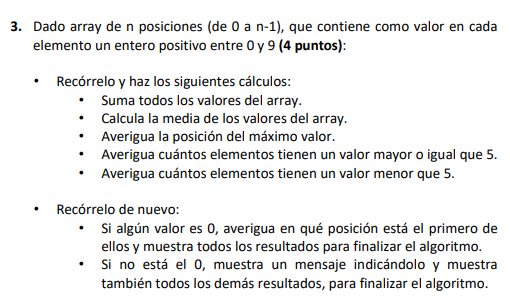 3. Dado array de n posiciones (de 0 a n-1), que contiene como valor en cada
elemento un entero positivo entre 0 y 9 (4 puntos):
• Recórrelo y haz los siguientes cálculos:
• Suma todos los valores del array.
• Calcula la media de los valores del array.
• Averigua la posición del máximo valor.
• Averigua cuántos elementos tienen un valor mayor o igual que 5.
• Averigua cuántos elementos tienen un valor menor que 5.
• Recórrelo de nuevo:
• Si algún valor es 0, averigua en qué posición está el primero de
ellos y muestra todos los resultados para finalizar el algoritmo.
• Si no está el 0, muestra un mensaje indicándolo y muestra
también todos los demás resultados, para finalizar el algoritmo.